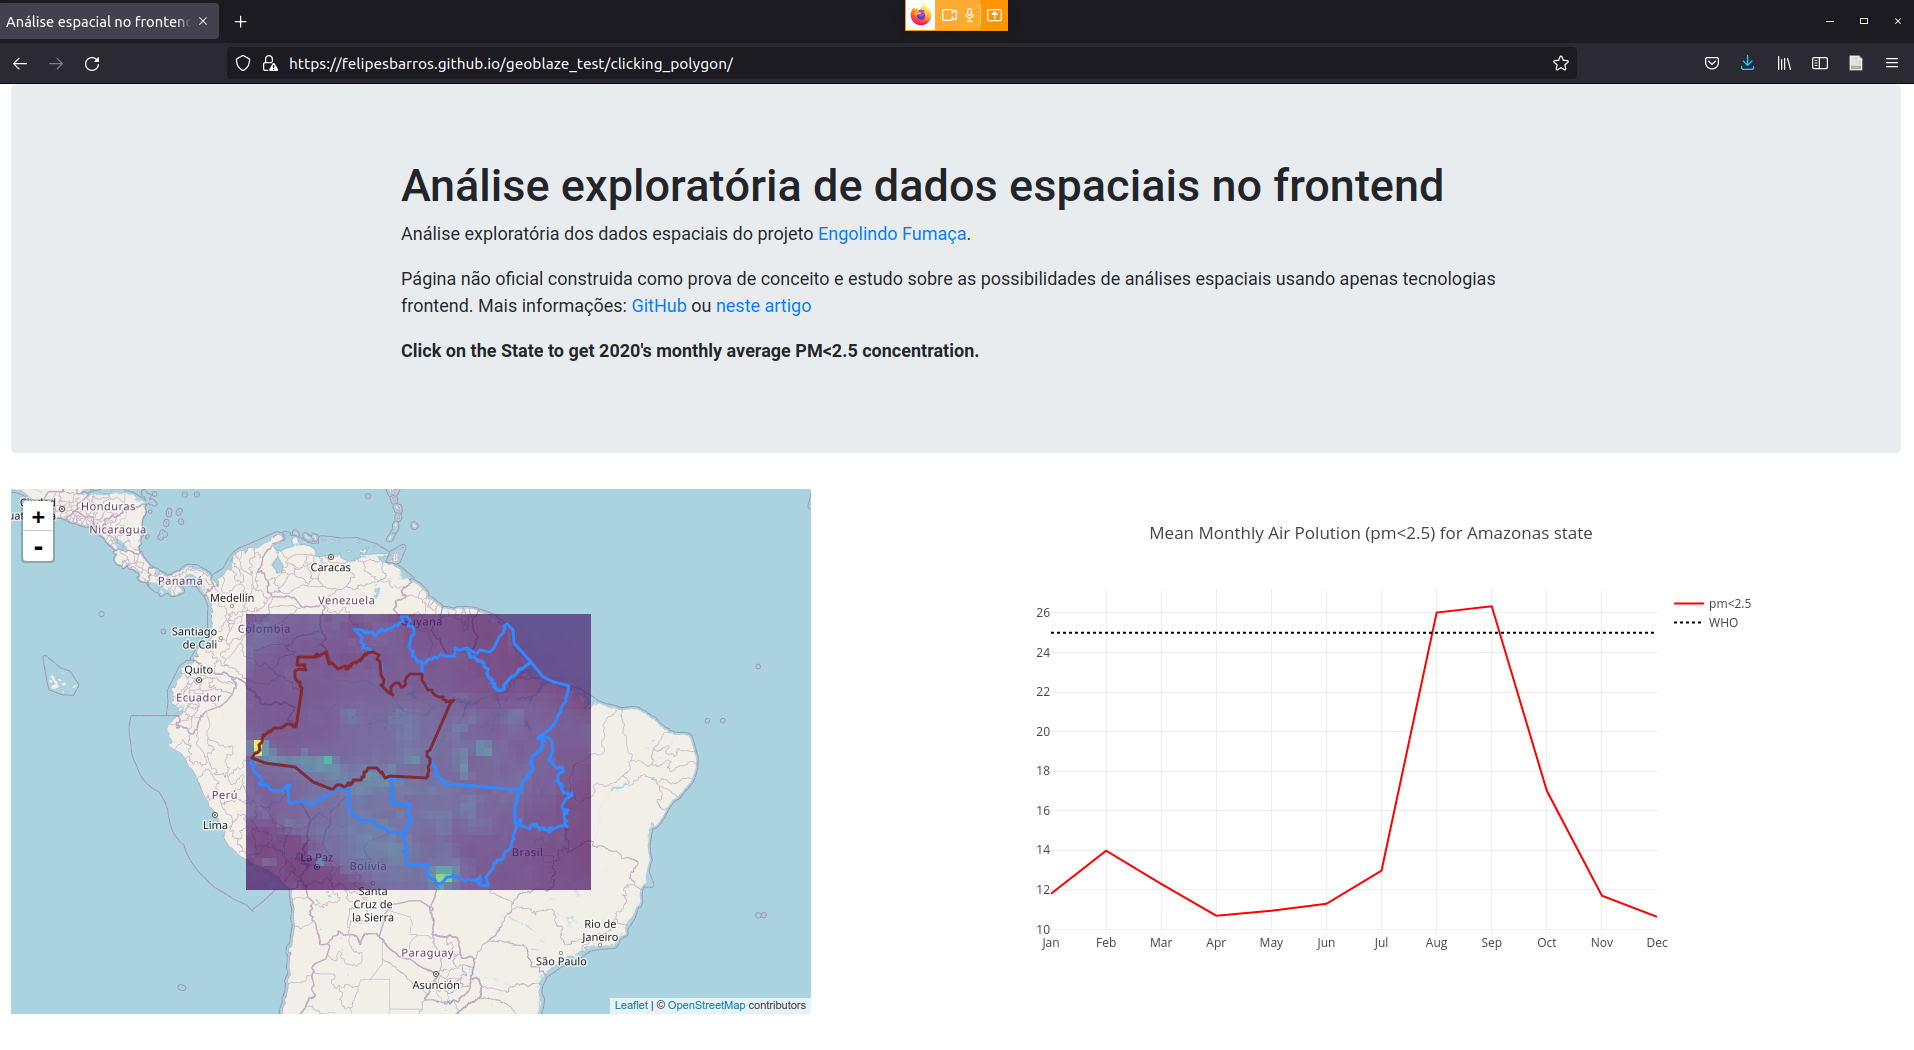 Análise espacial no fronten
https://felipesbarros.github.io/geoblaze_test/clicking_polygon/
Análise exploratória de dados espaciais no frontend
Análise exploratória dos dados espaciais do projeto Engolindo Fumaça.
Página não oficial construida como prova de conceito e estudo sobre as possibilidades de análises espaciais usando apenas tecnologias
frontend. Mais informações: GitHub ou neste artigo
Click on the State to get 2020's monthly average PM<2.5 concentration.
+
-
Honduras
Nicaragua
Panamá
Caracas
Medellín
Venezuela
Santiago
de Cali
Colombia
Guyana
Quito
Ecuador
Perú
Lima
La Paz
Bolivia
Brasil
Santa
Cruz de
la Sierra
Rio de
Janeiro
Paraguay
São Paulo
Asunción
Leaflet | © OpenStreetMap contributors
Mean Monthly Air Polution (pm<2.5) for Amazonas state
pm<2.5
WHO
26
24
22
20
18
16
14
12
10
Jan Feb Mar Apr May Jun Jul Aug Sep Oct Nov Dec